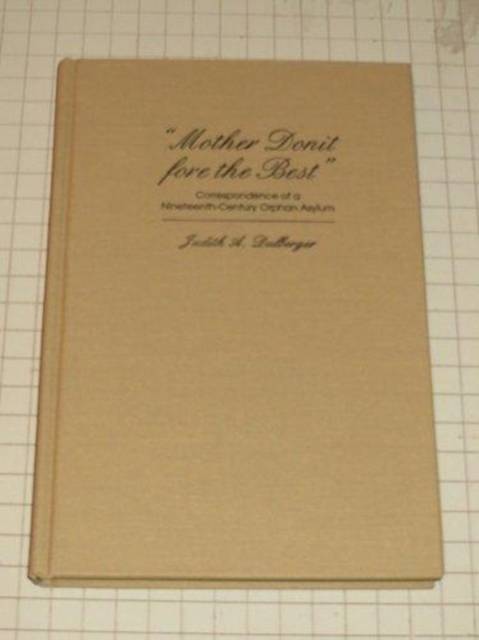 "Mother Donit
fore the Best"
Correspondence of a
Nineteenth-Century Orphan Asylum
Judith A. Dulberger